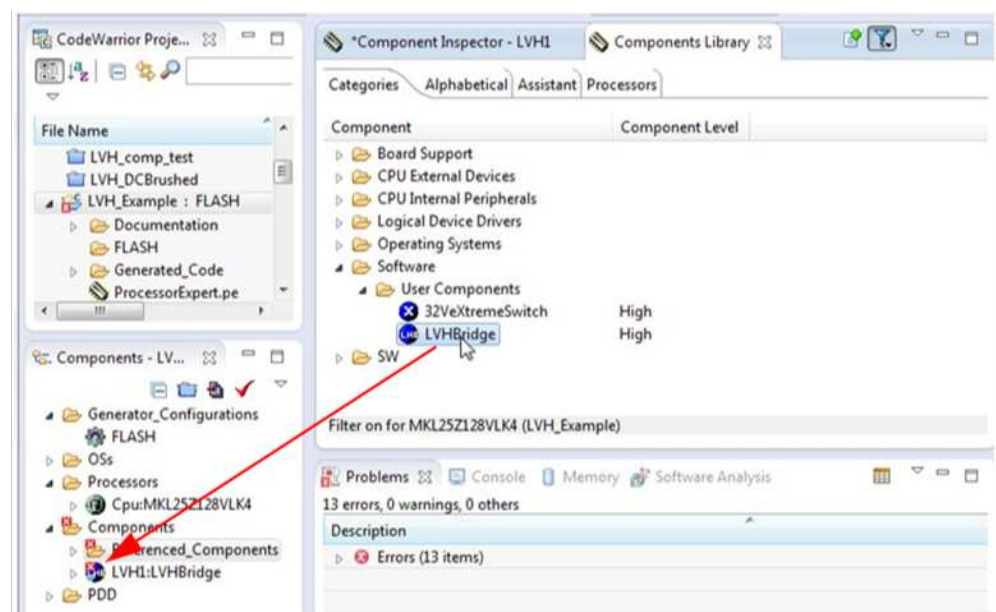 CodeWarrior Proje...
File Name
LVH_comp_test
LVH_DCBrushed
LVH_Example : FLASH
Documentation
FLASH
Generated_Code
ProcessorExpert.pe
Components - LV...
Generator_Configurations
FLASH
OSs
Processors
Cpu:MKL25Z128VLK4
Components
Referenced_Components
LVH1:LVHBridge
PDD
*Component Inspector - LVH1 Components Library
Categories Alphabetical Assistant Processors
Component Component Level
Board Support
CPU External Devices
CPU Internal Peripherals
Logical Device Drivers
Operating Systems
Software
User Components
32VeXtremeSwitch High
LVHBridge High
SW
Filter on for MKL25Z128VLK4 (LVH_Example)
Problems Console Memory Software Analysis
13 errors, 0 warnings, 0 others
Description
Errors (13 items)